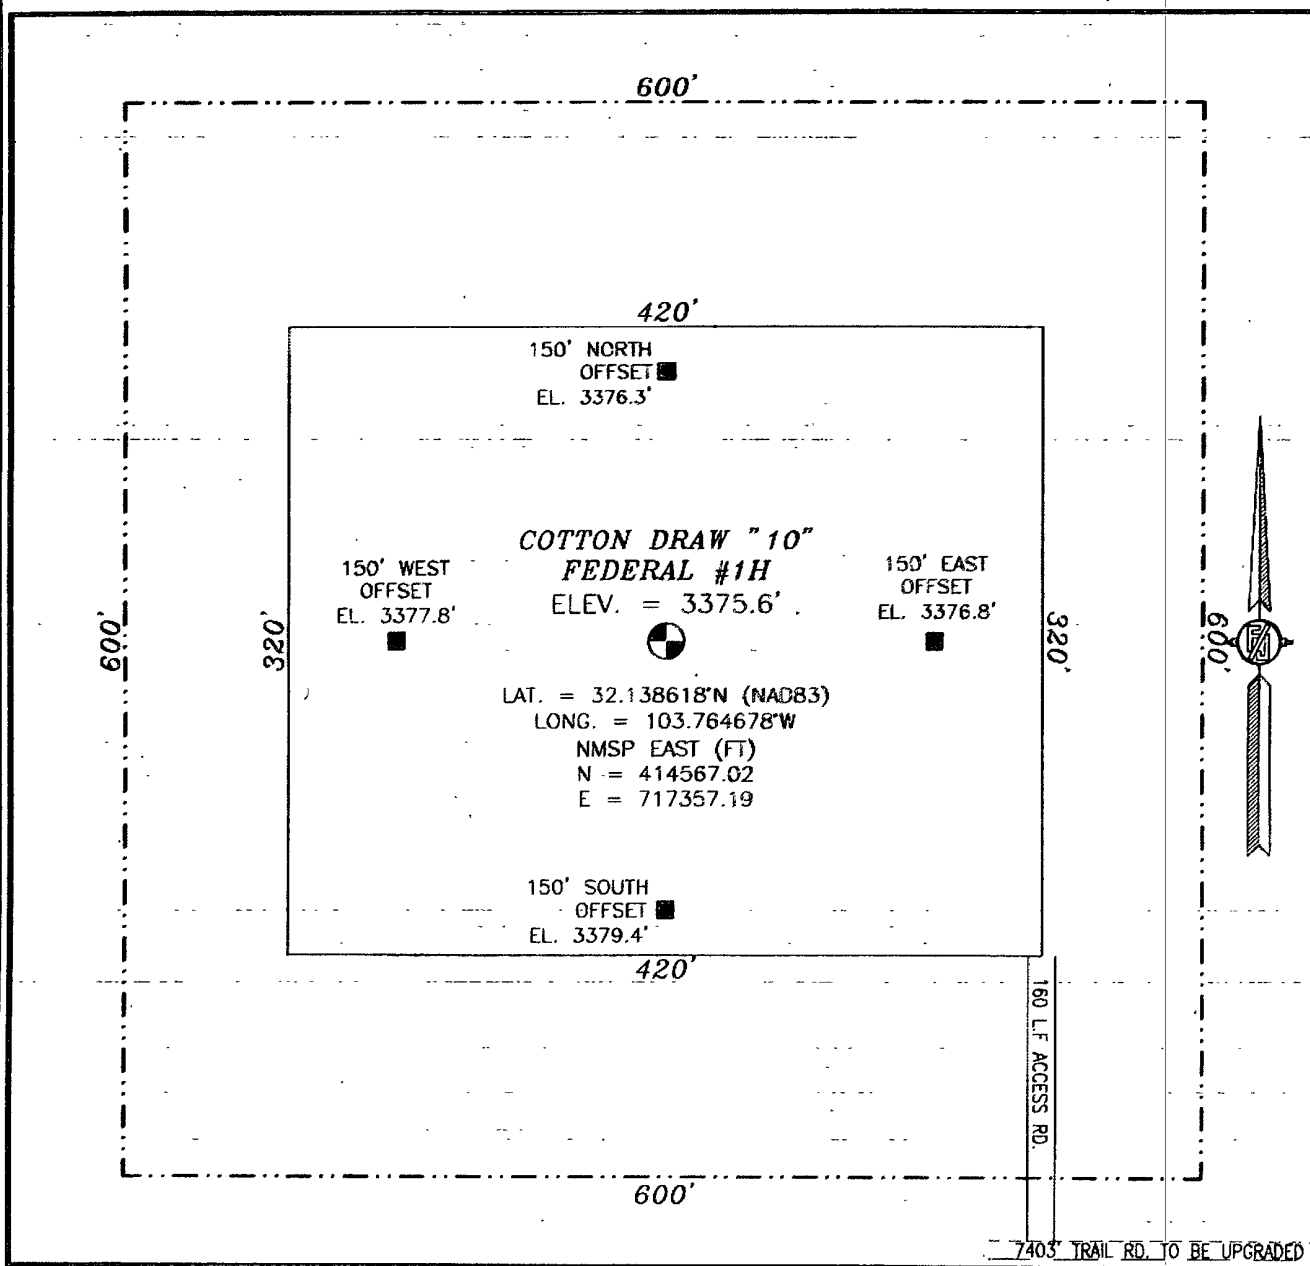 600'
420'
150' NORTH
OFFSET
EL. 3376.3'
COTTON DRAW "10"
FEDERAL #1H
ELEV. = 3375.6'
150' WEST
OFFSET
EL. 3377.8'
150' EAST
OFFSET
EL. 3376.8'
600'
320'
320'
600'
LAT. = 32.138618°N (NAD83)
LONG. = 103.764678°W
NMSP EAST (FT)
N = 414567.02
E = 717357.19
150' SOUTH
OFFSET
EL. 3379.4'
420'
160 L.F ACCESS RD.
600'
7403' TRAIL RD. TO BE UPGRADED